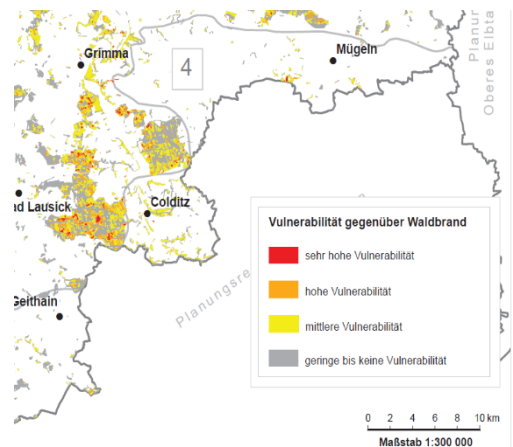 Planu
Oberes Elbta
Grimma
4
Mügeln
ad Lausick
Colditz
Geithain
Planungsre
Vulnerabilität gegenüber Waldbrand
sehr hohe Vulnerabilität
hohe Vulnerabilität
mittlere Vulnerabilität
geringe bis keine Vulnerabilität
0 2 4 6 8 10 km
Maßstab 1:300 000